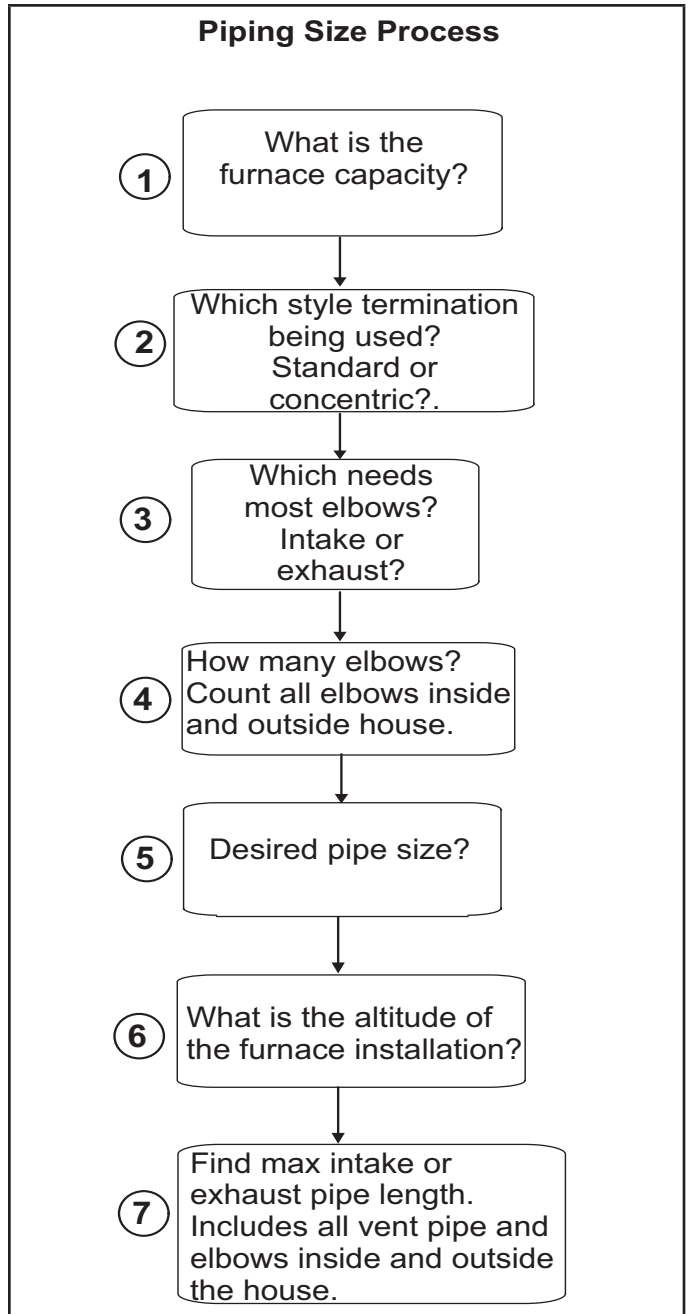 Piping Size Process
1
What is the
furnace capacity?
2
Which style termination
being used?
Standard or
concentric?.
3
Which needs
most elbows?
Intake or
exhaust?
4
How many elbows?
Count all elbows inside
and outside house.
5
Desired pipe size?
6
What is the altitude of
the furnace installation?
7
Find max intake or
exhaust pipe length.
Includes all vent pipe and
elbows inside and outside
the house.